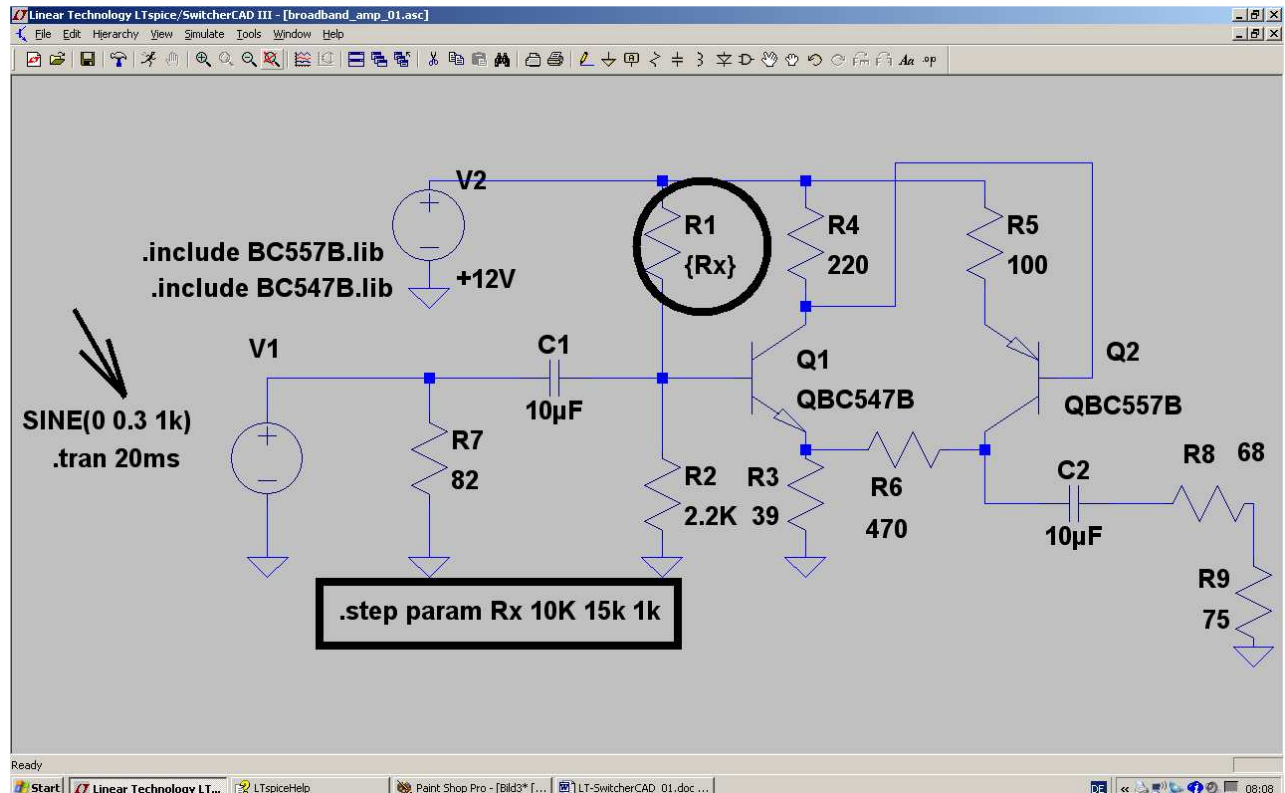 Linear Technology LTspice/SwitcherCAD III - [broadband_amp_01.asc]
File Edit Hierarchy View Simulate Tools Window Help
Aa .op
V2
R1
R4
R5
{Rx}
220
100
.include BC557B.lib
.include BC547B.lib
+12V
V1
C1
Q1
Q2
10µF
QBC547B
QBC557B
SINE(0 0.3 1k)
.tran 20ms
R7
82
R2
R3
R6
C2
R8 68
2.2K
39
470
10µF
R9
75
.step param Rx 10K 15k 1k
Ready
Start
Linear Technology LT...
LTspiceHelp
Paint Shop Pro - [Bild3* [...
LT-SwitcherCAD_01.doc ...
DE
«
08:08